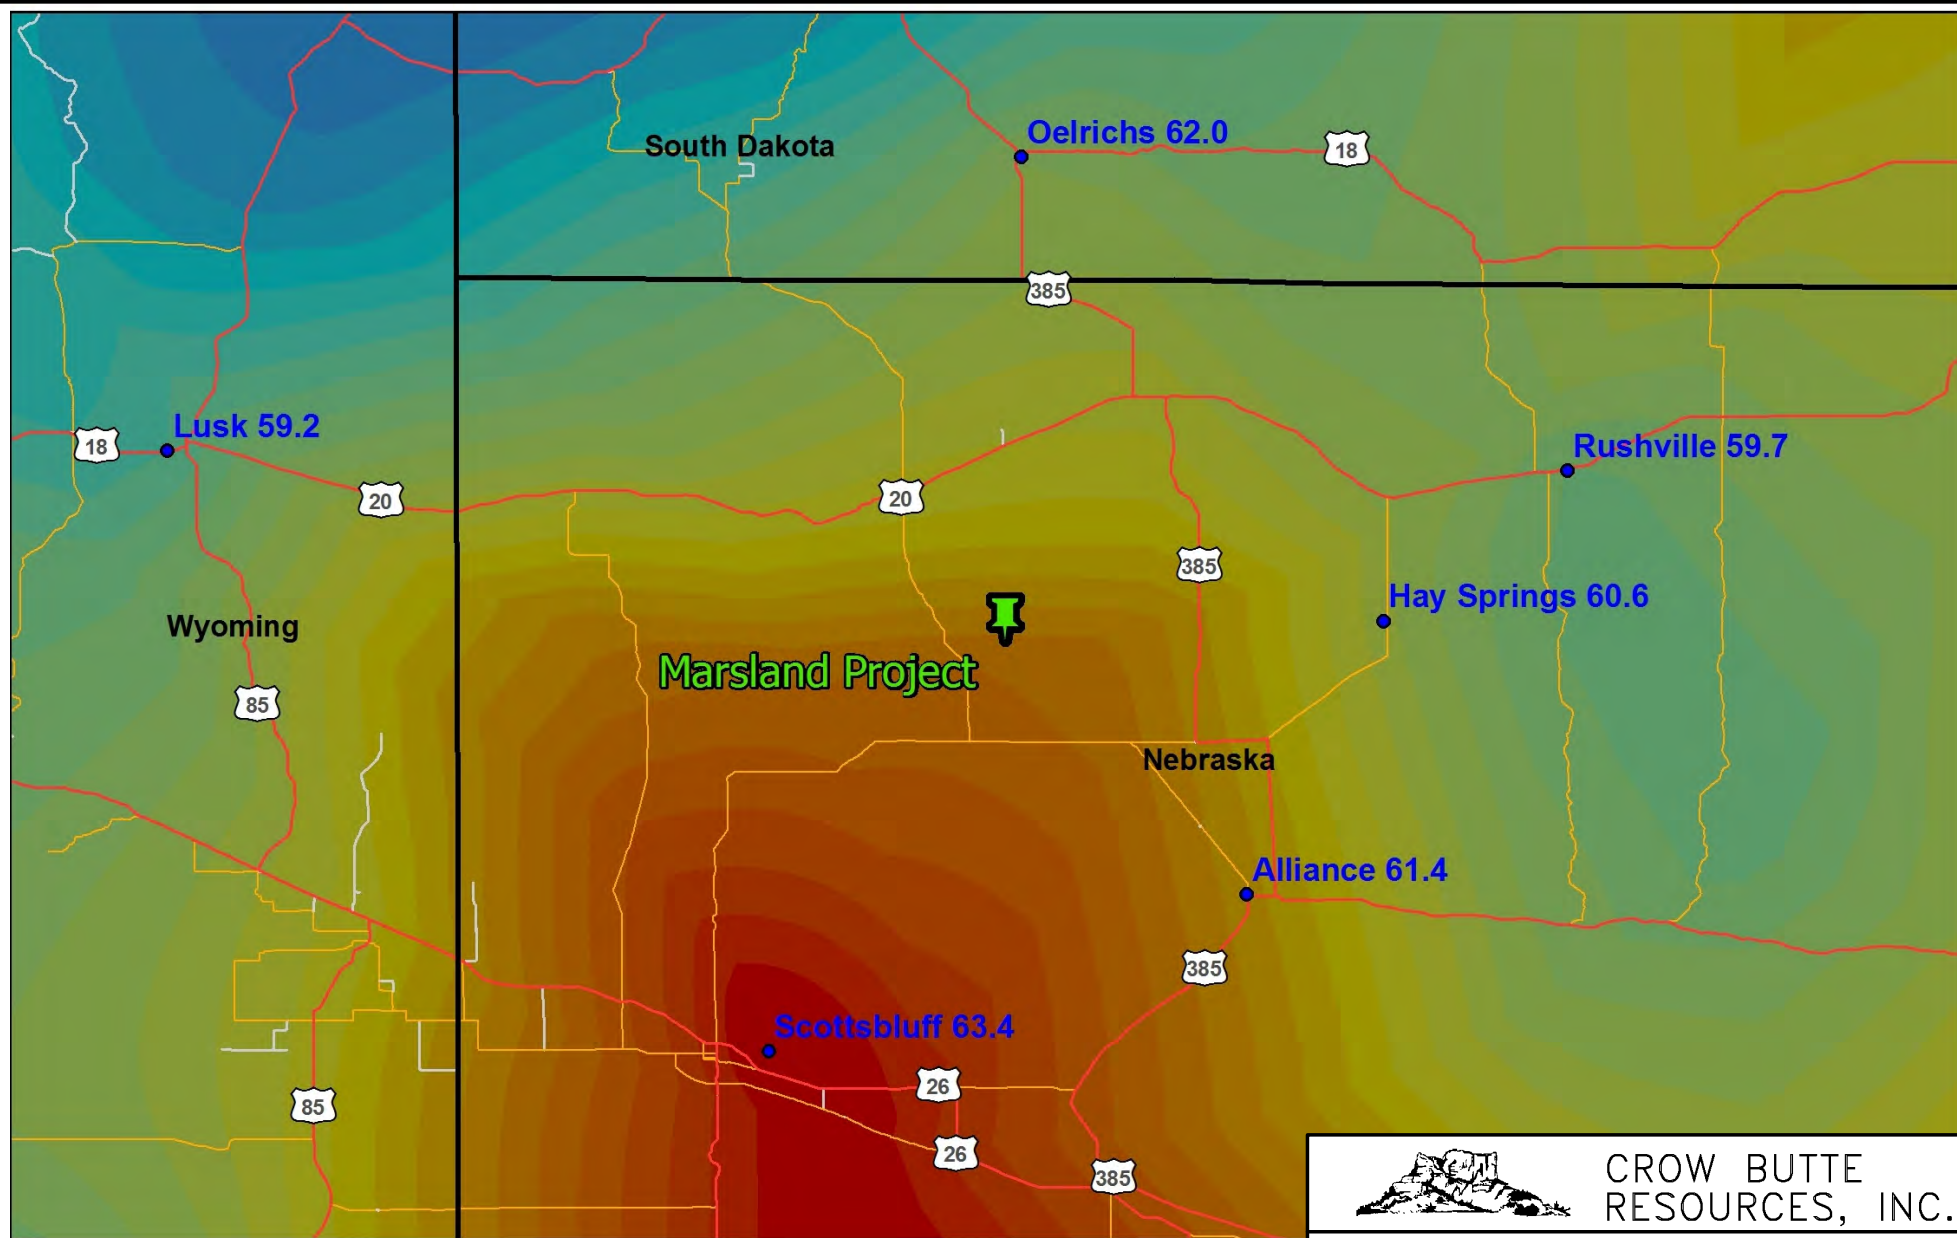 Oelrichs 62.0
South Dakota
18
385
Lusk 59.2
18
20
20
Rushville 59.7
385
Hay Springs 60.6
Wyoming
Marsland Project
85
Nebraska
Alliance 61.4
385
Scottsbluff 63.4
26
85
26
385
CROW BUTTE
RESOURCES, INC.